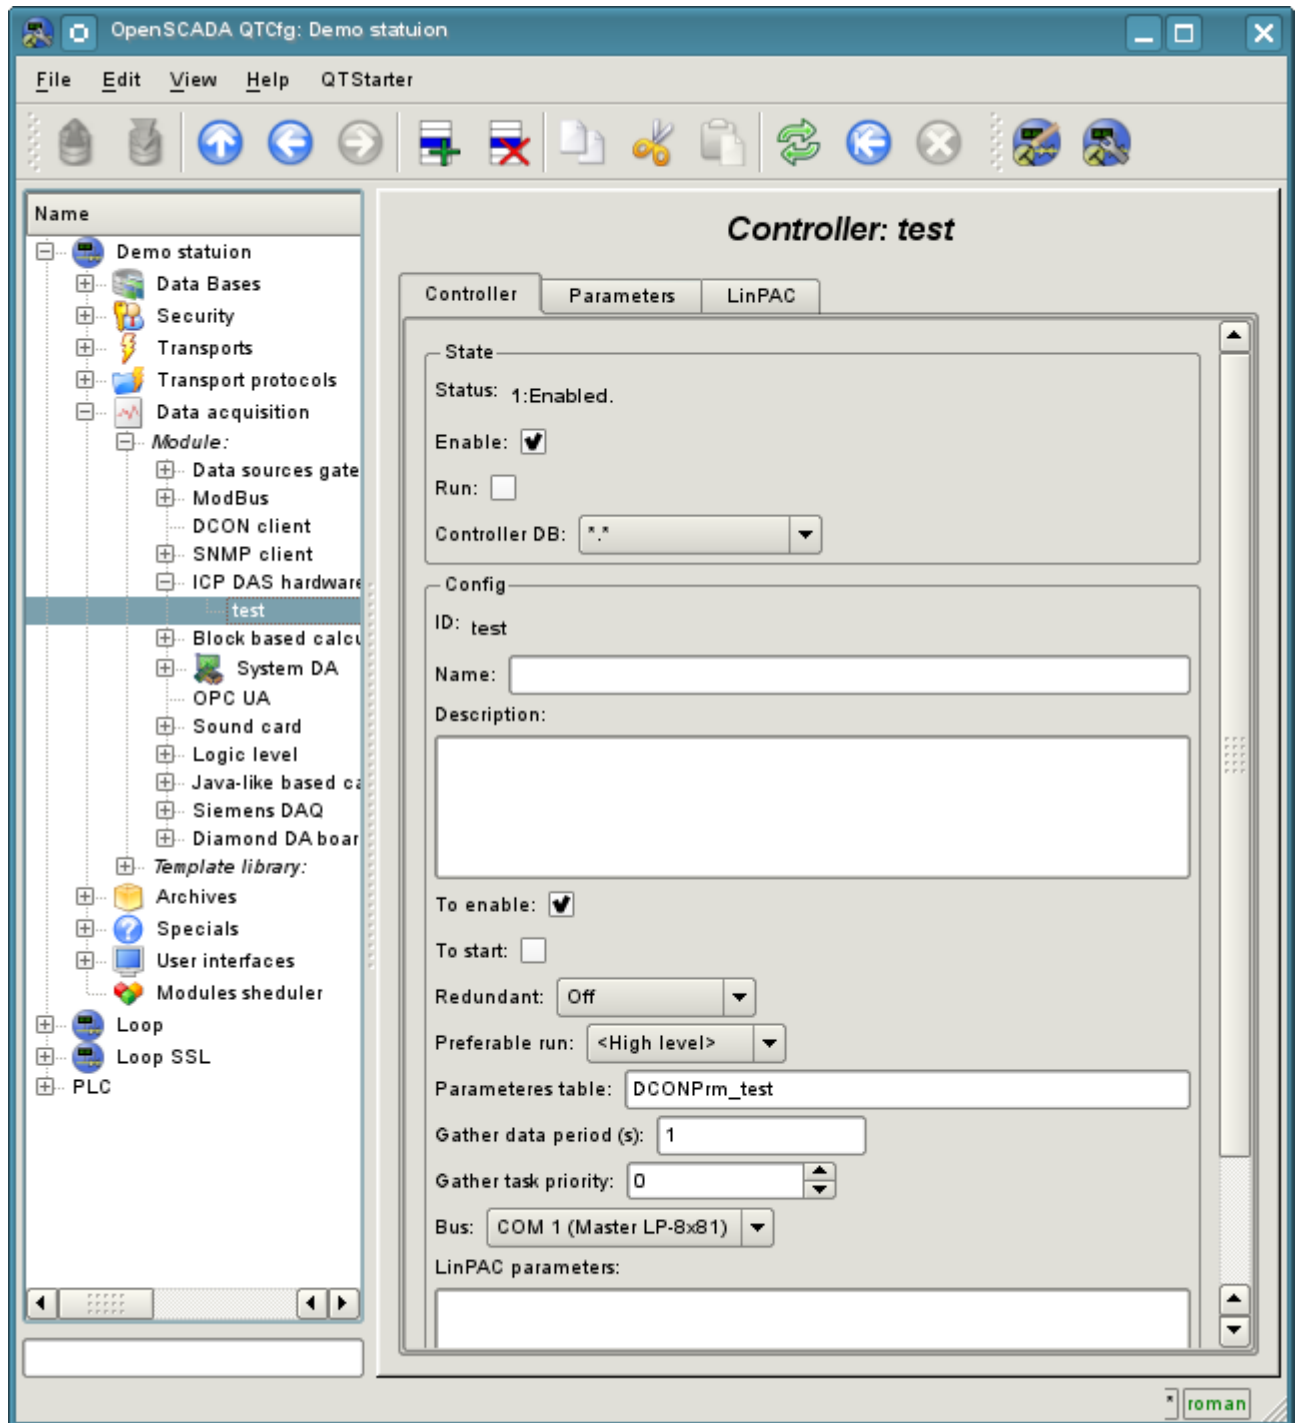 OpenSCADA QTCfg: Demo statuion
File Edit View Help QTStarter
Name
Demo statuion
Data Bases
Security
Transports
Transport protocols
Data acquisition
Module:
Data sources gate
ModBus
DCON client
SNMP client
ICP DAS hardware
test
Block based calcu
System DA
OPC UA
Sound card
Logic level
Java-like based ca
Siemens DAQ
Diamond DA boar
Template library:
Archives
Specials
User interfaces
Modules sheduler
Loop
Loop SSL
PLC
Controller: test
Controller Parameters LinPAC
State
Status: 1:Enabled.
Enable:
Run:
Controller DB: *.*
Config
ID: test
Name:
Description:
To enable:
To start:
Redundant: Off
Preferable run: <High level>
Parameteres table: DCONPrm_test
Gather data period (s): 1
Gather task priority: 0
Bus: COM 1 (Master LP-8x81)
LinPAC parameters:
* roman